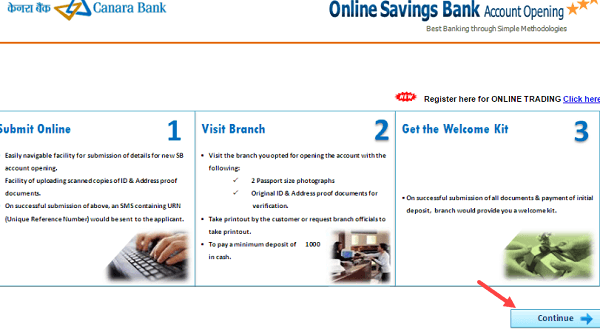 केनरा बैंक Canara Bank
Online Savings Bank Account Opening
Best Banking through Simple Methodologies
NEW Register here for ONLINE TRADING Click here
Submit Online 1
Easily navigable facility for submission of details for new SB
account opening.
Facility of uploading scanned copies of ID & Address proof
documents.
On successful submission of above, an SMS containing URN
(Unique Reference Number) would be sent to the applicant.
Visit Branch 2
• Visit the branch you opted for opening the account with the
following:
✓ 2 Passport size photographs
✓ Original ID & Address proof documents for
verification.
• Take printout by the customer or request branch officials to
take printout.
• To pay a minimum deposit of 1000
in cash.
Get the Welcome Kit 3
• On successful submission of all documents & payment of initial
deposit, branch would provide you a welcome kit.
Continue